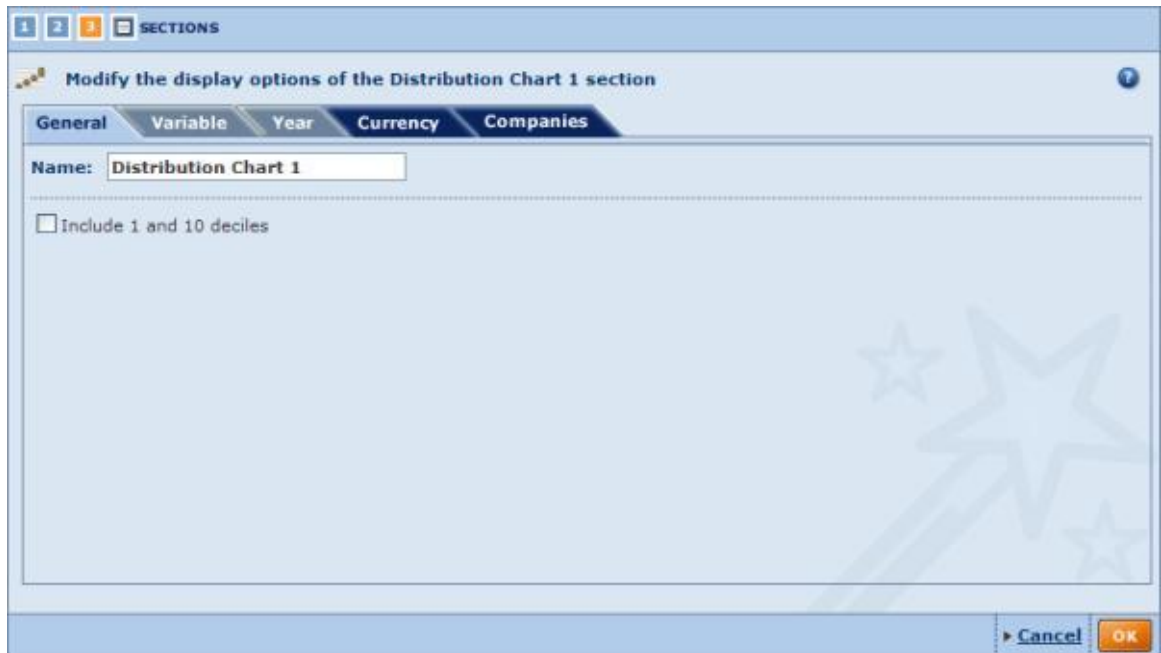 1 2 3 SECTIONS
Modify the display options of the Distribution Chart 1 section ?
General Variable Year Currency Companies
Name: Distribution Chart 1
Include 1 and 10 deciles
Cancel OK